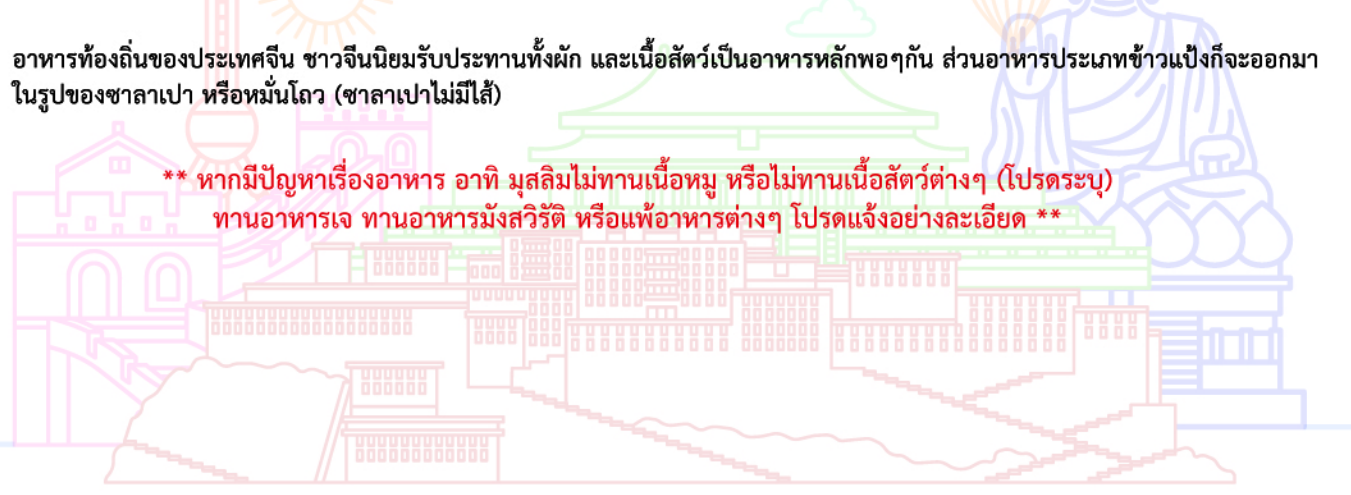 อาหารท้องถิ่นของประเทศจีน ชาวจีนนิยมรับประทานทั้งผัก และเนื้อสัตว์เป็นอาหารหลักพอๆกัน ส่วนอาหารประเภทข้าวแป้งก็จะออกมา
ในรูปของซาลาเปา หรือหมั่นโถว (ซาลาเปาไม่มีไส้)
** หากมีปัญหาเรื่องอาหาร อาทิ มุสลิมไม่ทานเนื้อหมู หรือไม่ทานเนื้อสัตว์ต่างๆ (โปรดระบุ)
ทานอาหารเจ ทานอาหารมังสวิรัติ หรือแพ้อาหารต่างๆ โปรดแจ้งอย่างละเอียด **